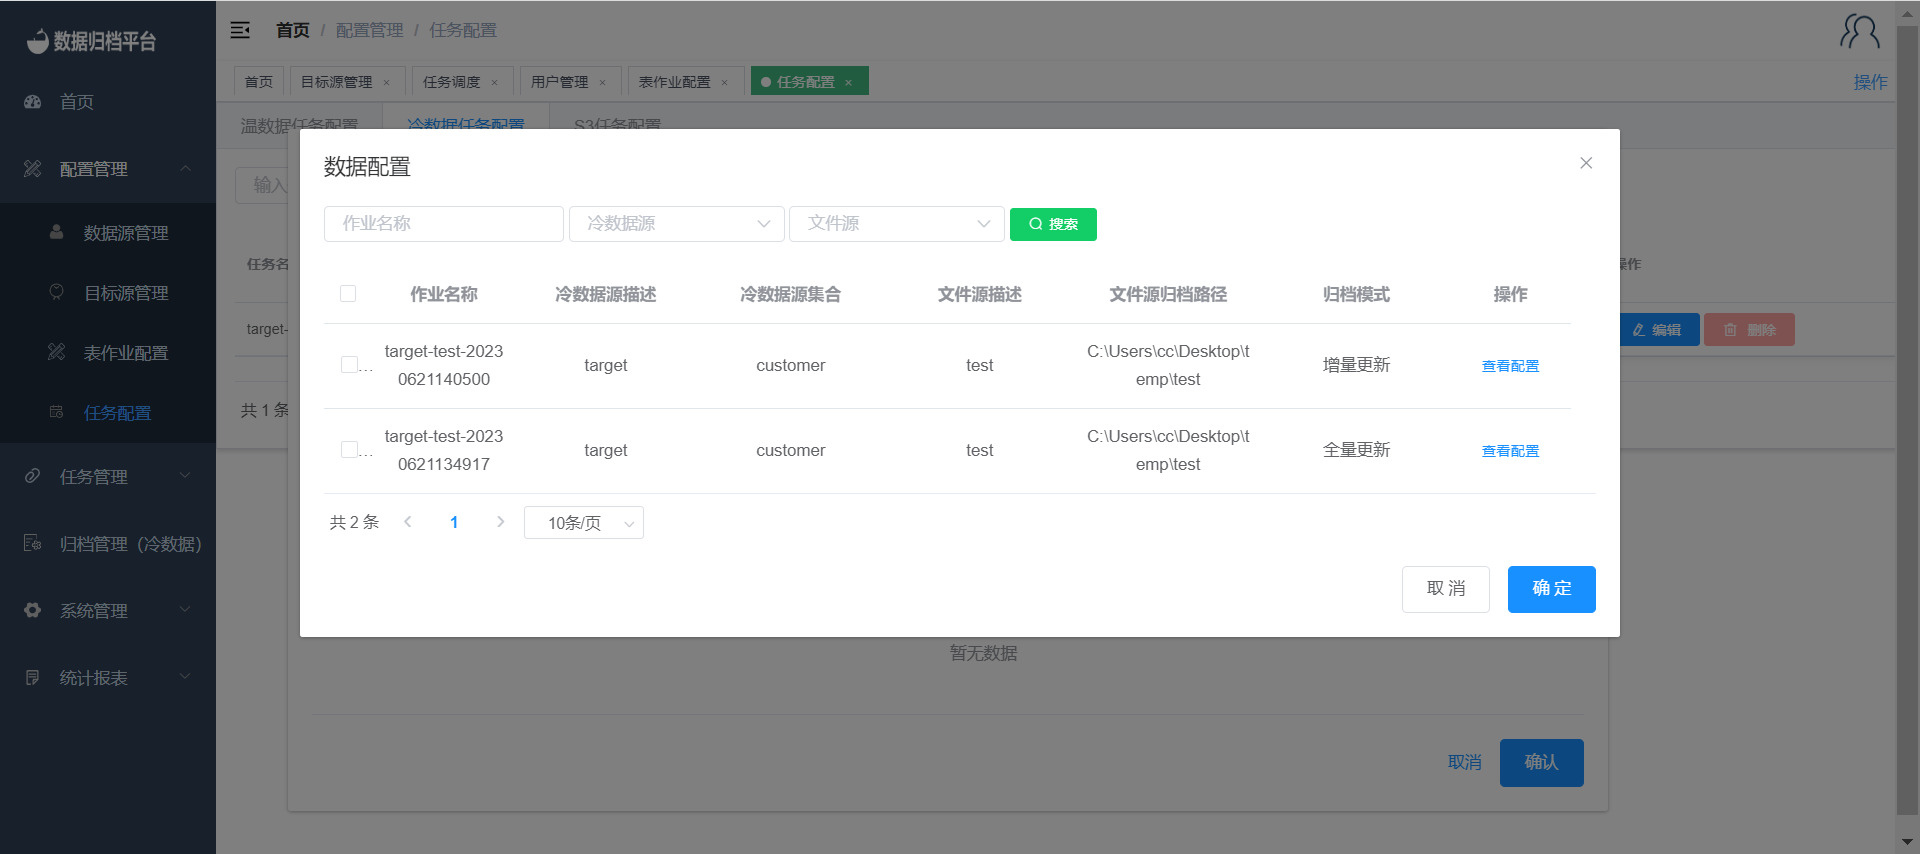 数据归档平台
首页
配置管理
数据源管理
目标源管理
表作业配置
任务配置
任务管理
归档管理（冷数据）
系统管理
统计报表
首页 / 配置管理 / 任务配置
首页 目标源管理 × 任务调度 × 用户管理 × 表作业配置 × 任务配置 × 操作
温数据任务配置 冷数据任务配置 S3任务配置
输入
任务名
操作
target-
编辑 删除
共 1 条
数据配置
作业名称 冷数据源 文件源 搜索
作业名称 冷数据源描述 冷数据源集合 文件源描述 文件源归档路径 归档模式 操作
... target-test-2023 target customer test C:\Users\cc\Desktop\t 增量更新 查看配置
0621140500 emp\test
... target-test-2023 target customer test C:\Users\cc\Desktop\t 全量更新 查看配置
0621134917 emp\test
共 2 条 1 10条/页
取 消 确 定
暂无数据
取消 确认